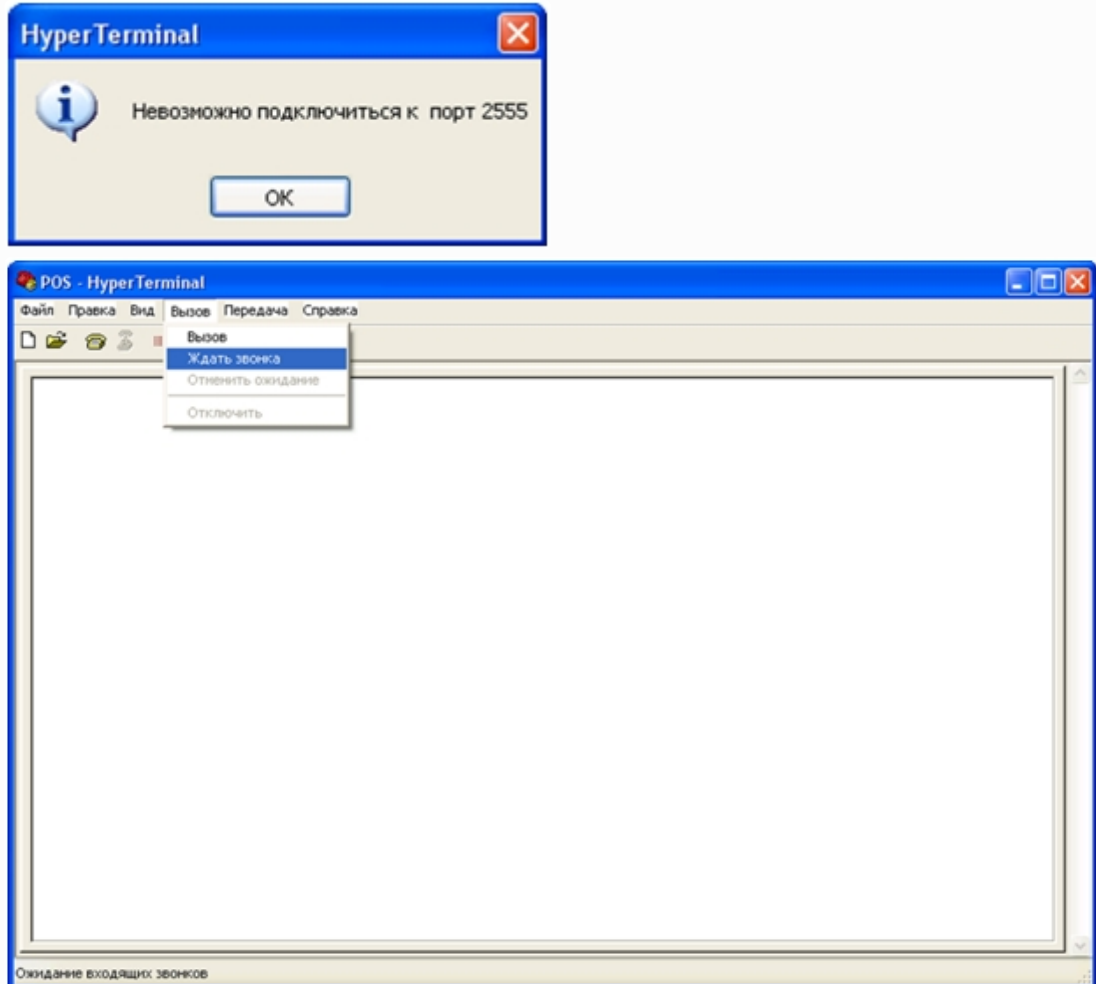 HyperTerminal
Невозможно подключиться к порт 2555
OK
POS - HyperTerminal
Файл Правка Вид Вызов Передача Справка
Вызов
Ждать звонка
Отменить ожидание
Отключить
Ожидание входящих звонков